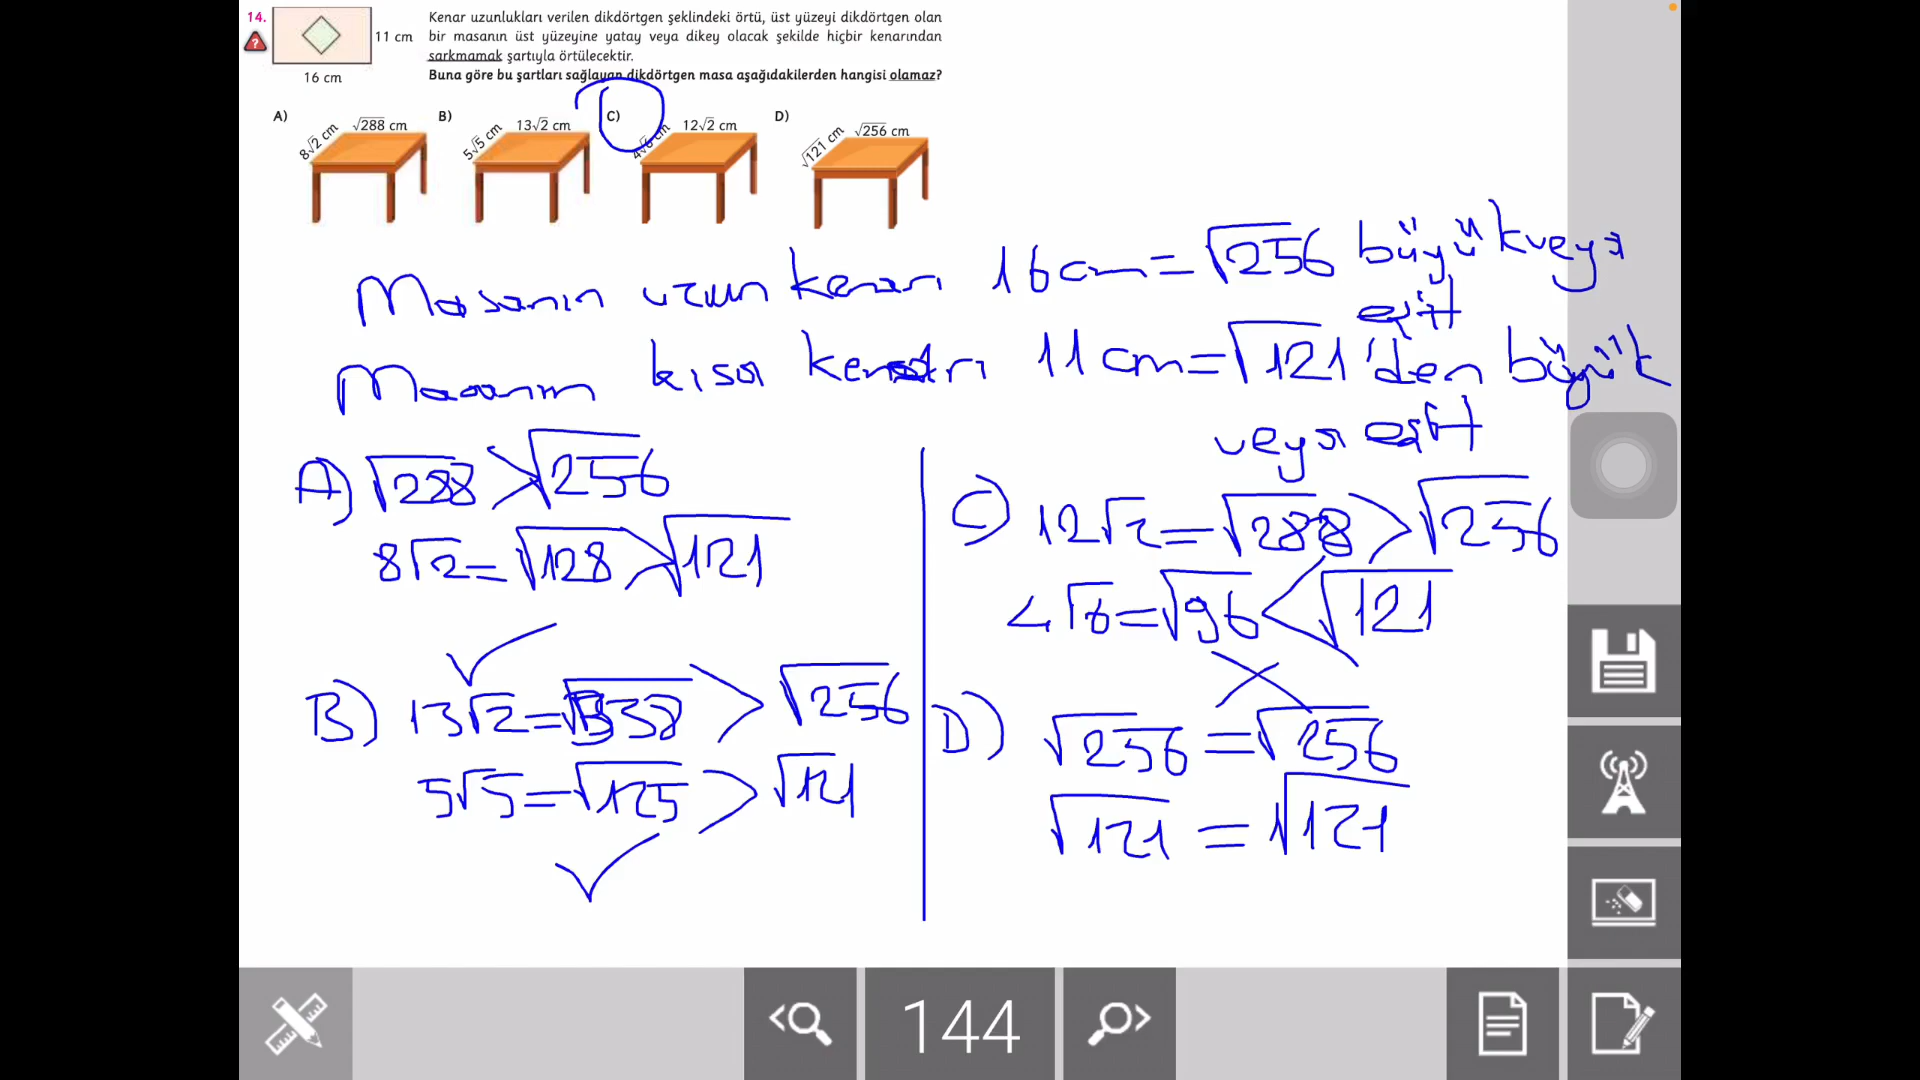 14.
11 cm
16 cm
Kenar uzunlukları verilen dikdörtgen şeklindeki örtü, üst yüzeyi dikdörtgen olan
bir masanın üst yüzeyine yatay veya dikey olacak şekilde hiçbir kenarından
sarkmamak şartıyla örtülecektir.
Buna göre bu şartları sağlayan dikdörtgen masa aşağıdakilerden hangisi olamaz?
A) 8√2 cm √288 cm
B) 5√5 cm 13√2 cm
C) 4√6 cm 12√2 cm
D) √121 cm √256 cm
Masanın uzun kenarı 16 cm = √256 büyük veya
eşit
Masanın kısa kenarı 11 cm = √121'den büyük
veya eşit
A) √288 > √256
8√2 = √128 > √121
B) 13√2 = √338 > √256
5√5 = √125 > √121
C) 12√2 = √288 > √256
4√6 = √96 < √121
D) √256 = √256
√121 = √121
144